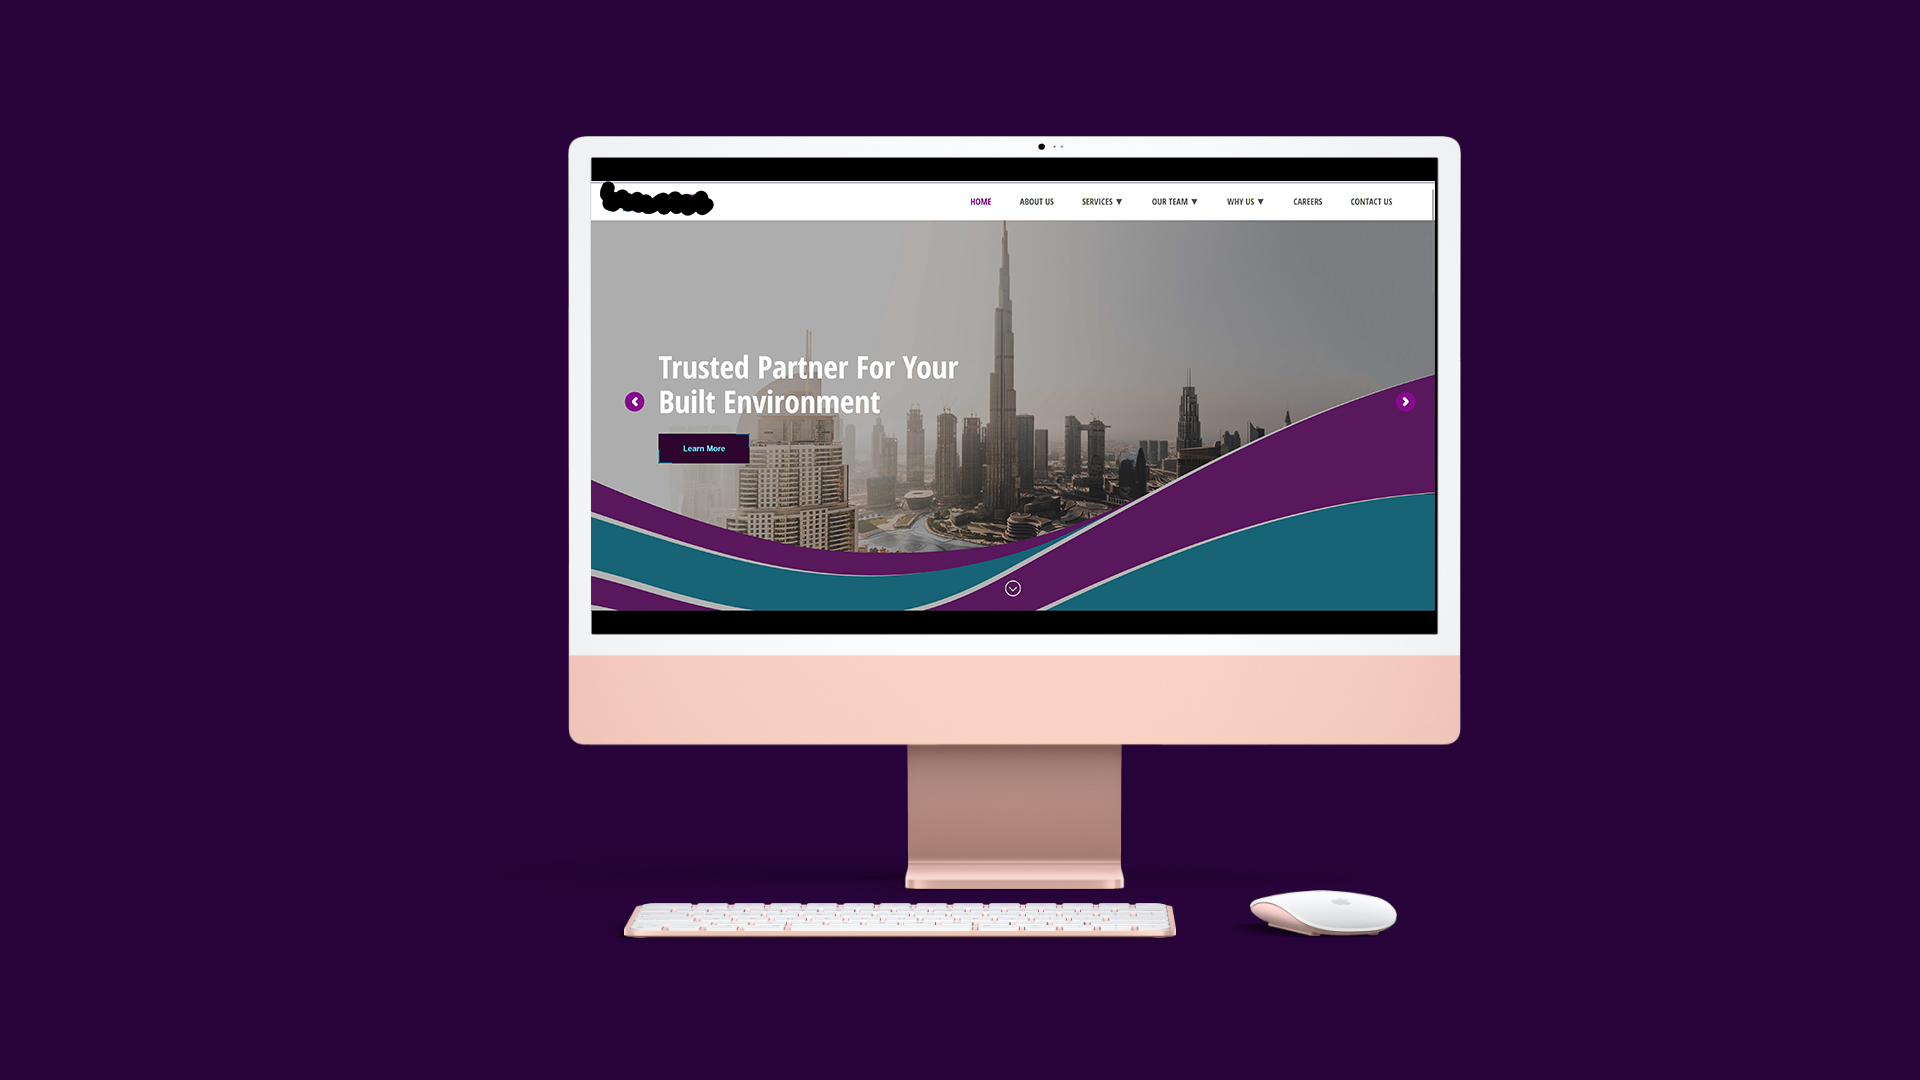 HOME ABOUT US SERVICES ▼ OUR TEAM ▼ WHY US ▼ CAREERS CONTACT US
Trusted Partner For Your
Built Environment
Learn More